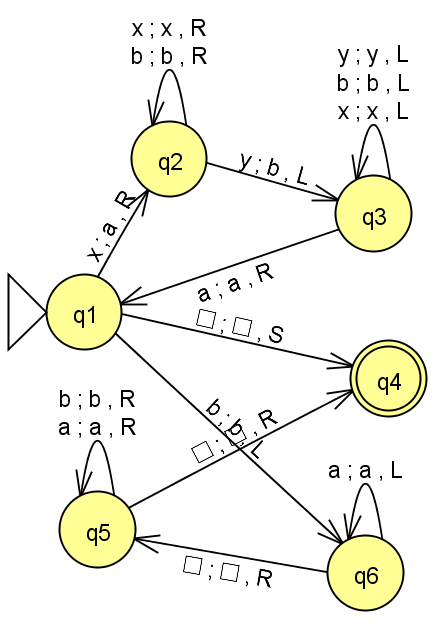 x ; x , R
b ; b , R
y ; y , L
b ; b , L
x ; x , L
q2
y ; b , L
q3
x ; a , R
a ; a , R
q1
□ ; □ , S
q4
b ; b , R
a ; a , R
b ; b , L
□ ; □ , R
a ; a , L
q5
□ ; □ , R
q6